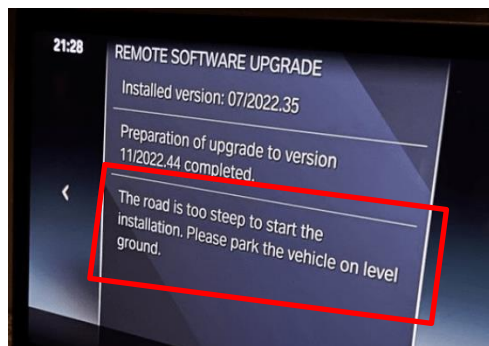 21:28
REMOTE SOFTWARE UPGRADE
Installed version: 07/2022.35
Preparation of upgrade to version
11/2022.44 completed.
The road is too steep to start the
installation. Please park the vehicle on level
ground.